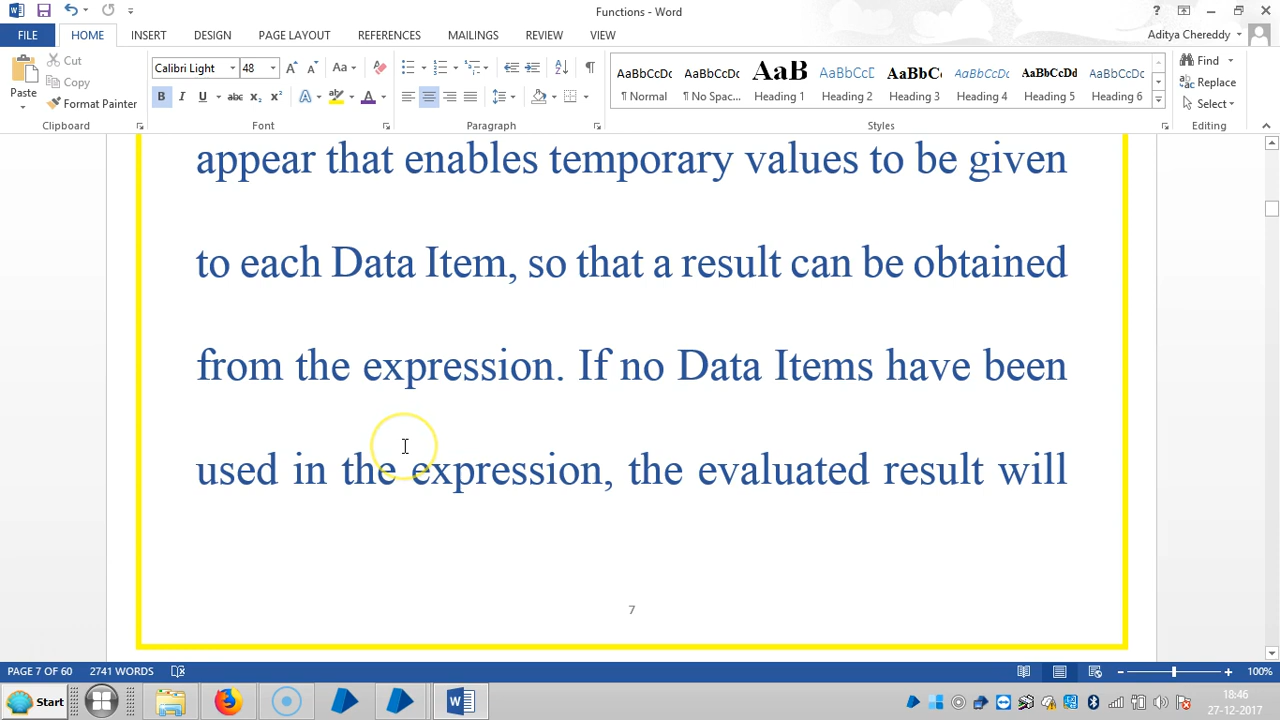 Functions - Word
Aditya Chereddy
FILE HOME INSERT DESIGN PAGE LAYOUT REFERENCES MAILINGS REVIEW VIEW
Cut
Copy
Format Painter
Paste
Clipboard
Calibri Light 48
Font
Paragraph
AaBbCcDc AaBbCcDc AaB AaBbCcD AaBbC AaBbCcDc AaBbCcDd AaBbCcDc
¶ Normal ¶ No Spac... Heading 1 Heading 2 Heading 3 Heading 4 Heading 5 Heading 6
Styles
Find
Replace
Select
Editing
appear that enables temporary values to be given
to each Data Item, so that a result can be obtained
from the expression. If no Data Items have been
used in the expression, the evaluated result will
7
PAGE 7 OF 60 2741 WORDS 100%
Start
18:46
27-12-2017